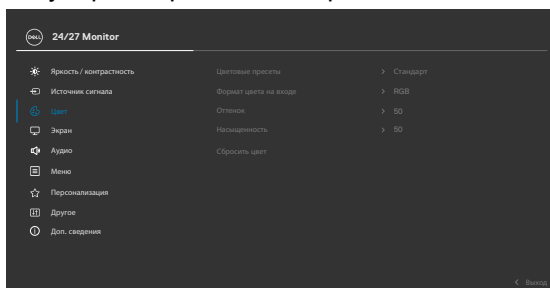 DELL
24/27 Monitor
Яркость / контрастность
Цветовые пресеты > Стандарт
Источник сигнала
Формат цвета на входе > RGB
Цвет
Оттенок > 50
Экран
Насыщенность > 50
Аудио
Сбросить цвет
Меню
Персонализация
Другое
Доп. сведения
< Выход